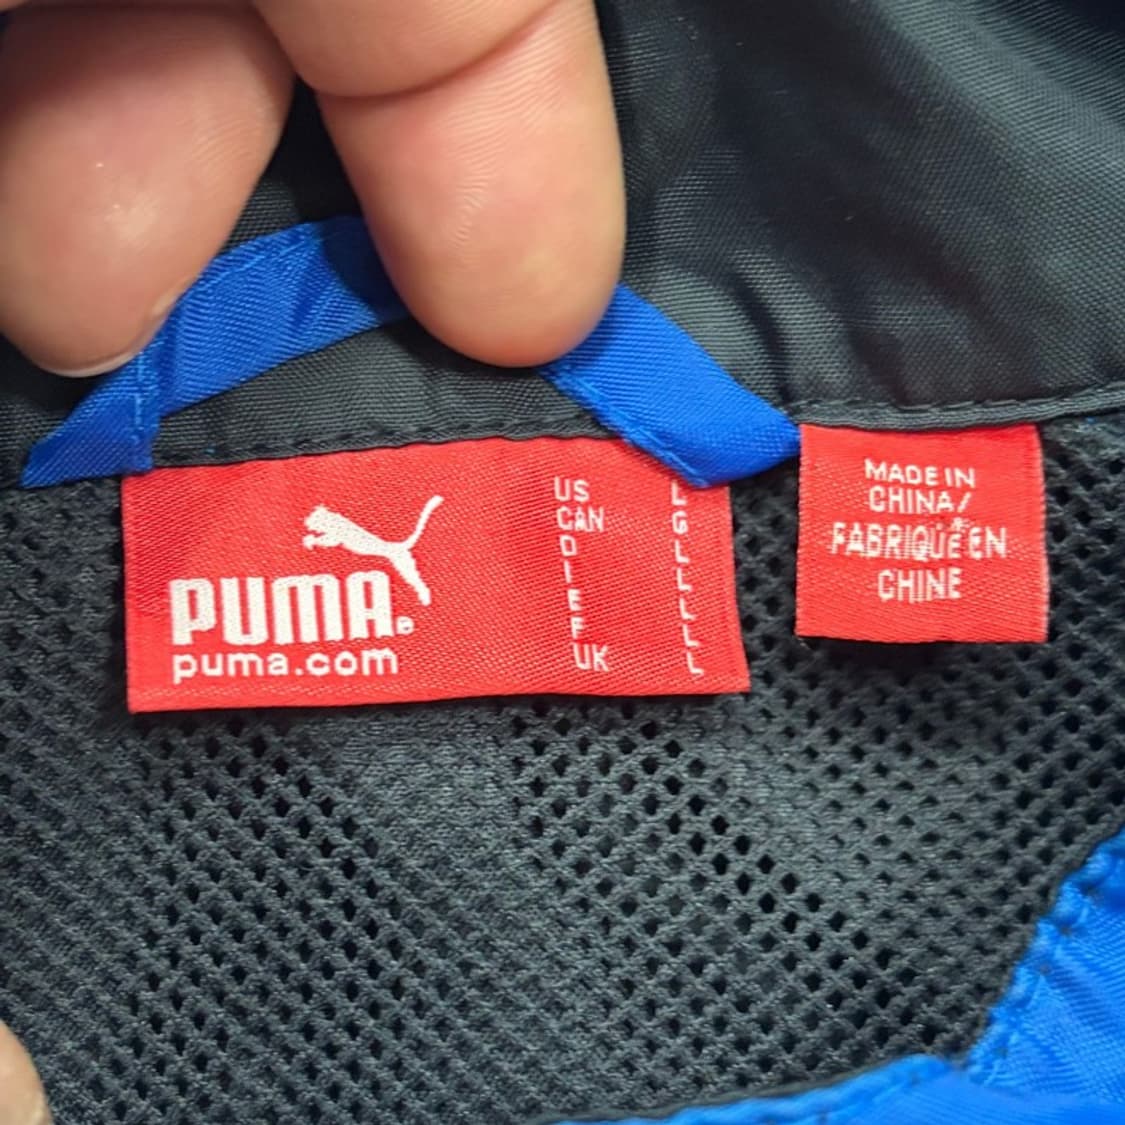 PUMA®
puma.com
US L
CAN G
D L
I L
E L
F L
UK L
MADE IN
CHINA/
FABRIQUÉ EN
CHINE